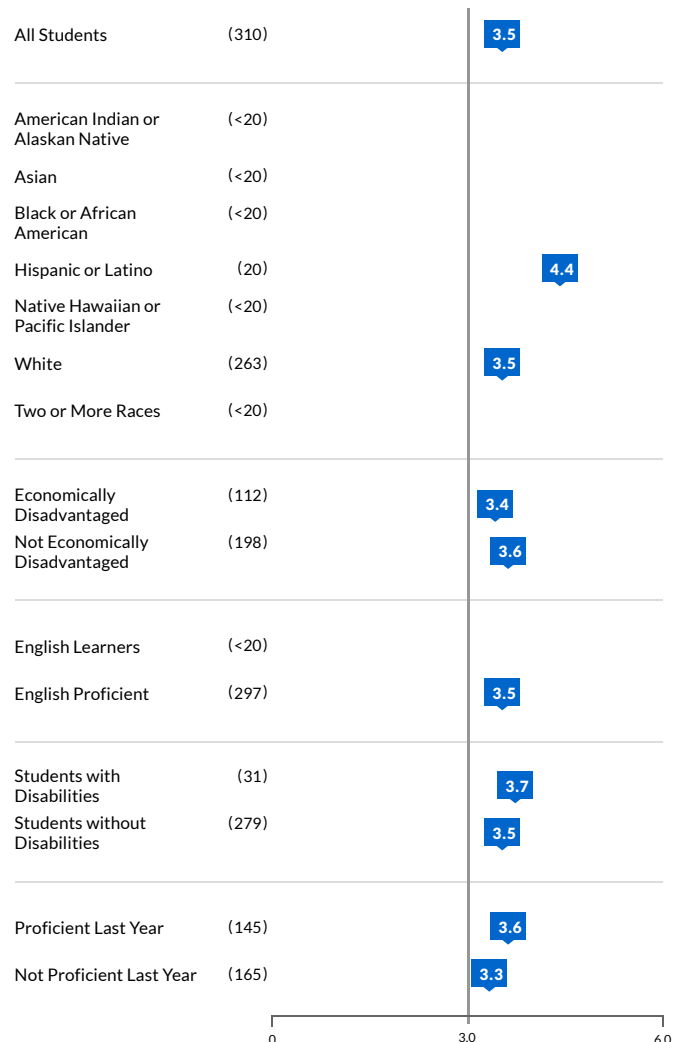 All Students (310) 3.5
American Indian or (<20)
Alaskan Native
Asian (<20)
Black or African (<20)
American
Hispanic or Latino (20) 4.4
Native Hawaiian or (<20)
Pacific Islander
White (263) 3.5
Two or More Races (<20)
Economically (112) 3.4
Disadvantaged
Not Economically (198) 3.6
Disadvantaged
English Learners (<20)
English Proficient (297) 3.5
Students with (31) 3.7
Disabilities
Students without (279) 3.5
Disabilities
Proficient Last Year (145) 3.6
Not Proficient Last Year (165) 3.3
0 3.0 6.0